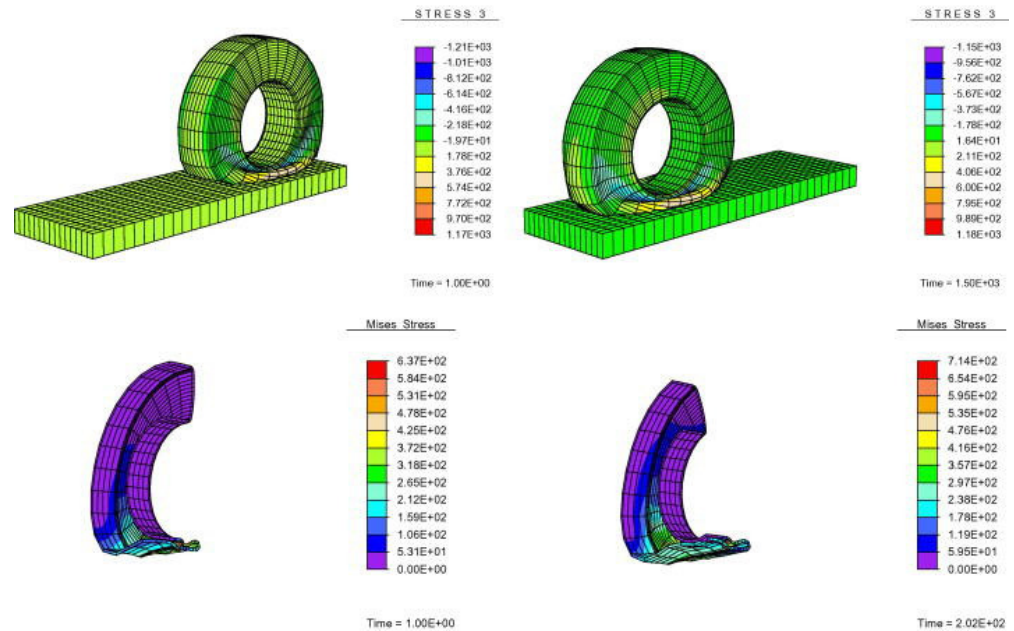 STRESS 3
-1.21E+03
-1.01E+03
-8.12E+02
-6.14E+02
-4.16E+02
-2.18E+02
-1.97E+01
1.78E+02
3.76E+02
5.74E+02
7.72E+02
9.70E+02
1.17E+03
Time = 1.00E+00
STRESS 3
-1.15E+03
-9.56E+02
-7.62E+02
-5.67E+02
-3.73E+02
-1.78E+02
1.64E+01
2.11E+02
4.06E+02
6.00E+02
7.95E+02
9.89E+02
1.18E+03
Time = 1.50E+03
Mises Stress
6.37E+02
5.84E+02
5.31E+02
4.78E+02
4.25E+02
3.72E+02
3.18E+02
2.65E+02
2.12E+02
1.59E+02
1.06E+02
5.31E+01
0.00E+00
Time = 1.00E+00
Mises Stress
7.14E+02
6.54E+02
5.95E+02
5.35E+02
4.76E+02
4.16E+02
3.57E+02
2.97E+02
2.38E+02
1.78E+02
1.19E+02
5.95E+01
0.00E+00
Time = 2.02E+02